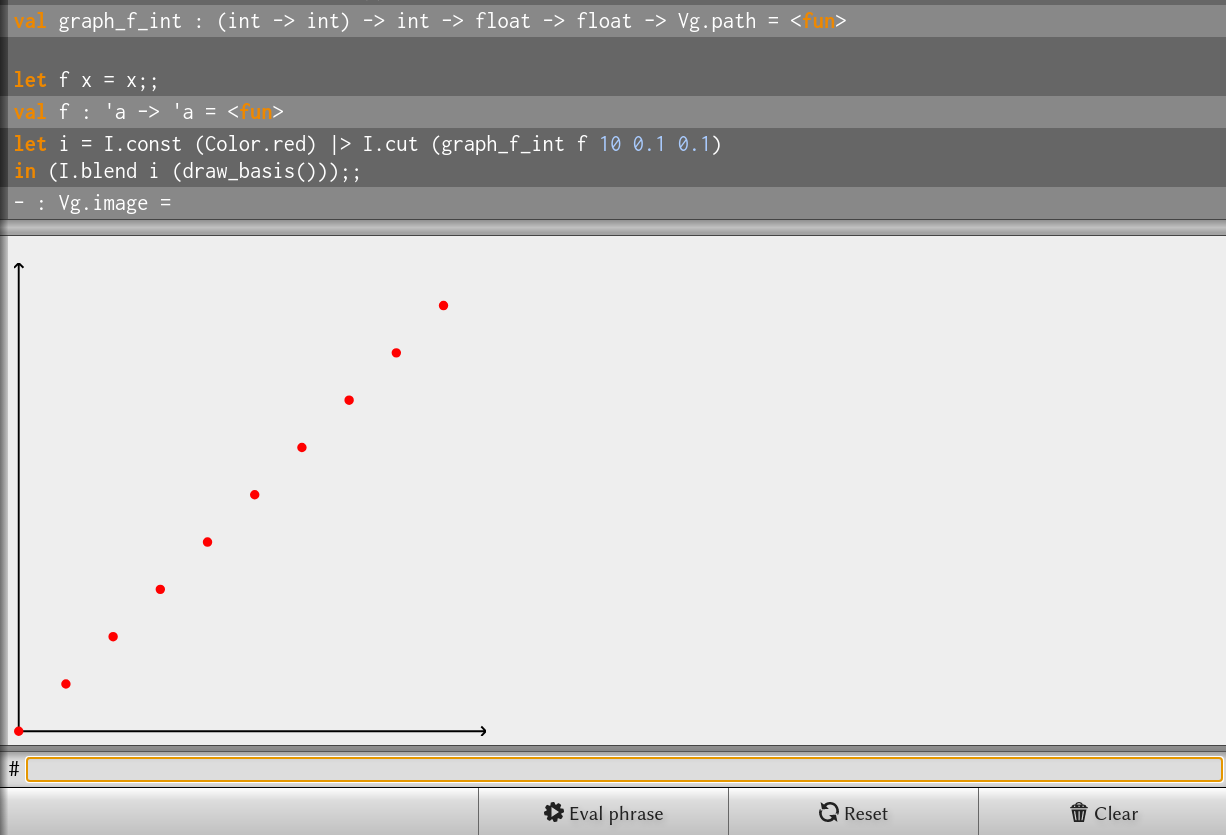 val graph_f_int : (int -> int) -> int -> float -> float -> Vg.path = <fun>
let f x = x;;
val f : 'a -> 'a = <fun>
let i = I.const (Color.red) |> I.cut (graph_f_int f 10 0.1 0.1)
in (I.blend i (draw_basis()));;
- : Vg.image =
#
Eval phrase Reset Clear